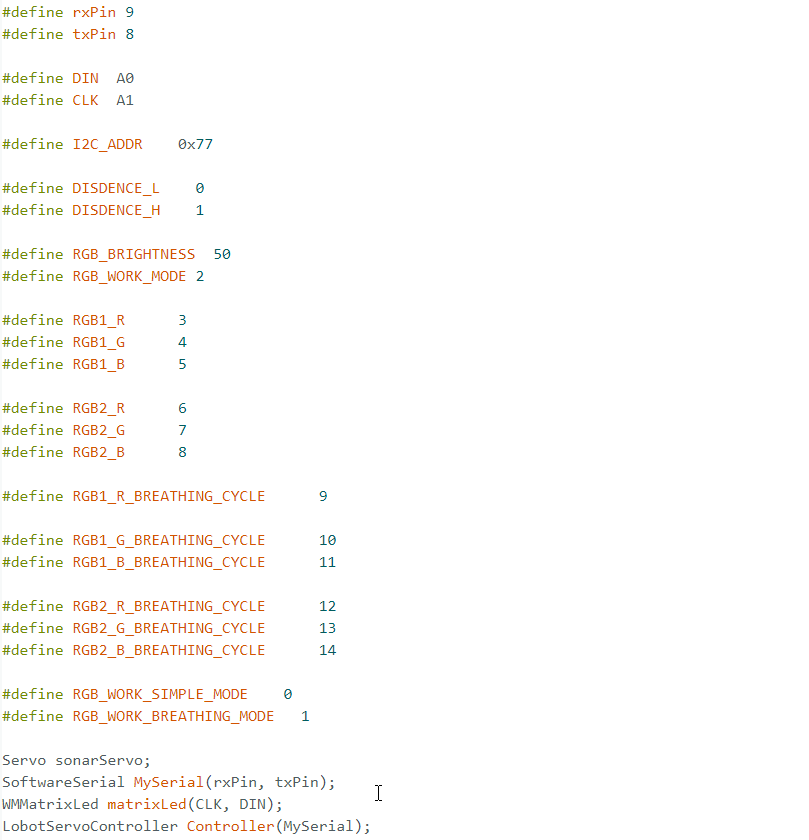 #define rxPin 9
#define txPin 8
#define DIN  A0
#define CLK  A1
#define I2C_ADDR    0x77
#define DISDENCE_L    0
#define DISDENCE_H    1
#define RGB_BRIGHTNESS  50
#define RGB_WORK_MODE 2
#define RGB1_R      3
#define RGB1_G      4
#define RGB1_B      5
#define RGB2_R      6
#define RGB2_G      7
#define RGB2_B      8
#define RGB1_R_BREATHING_CYCLE      9
#define RGB1_G_BREATHING_CYCLE      10
#define RGB1_B_BREATHING_CYCLE      11
#define RGB2_R_BREATHING_CYCLE      12
#define RGB2_G_BREATHING_CYCLE      13
#define RGB2_B_BREATHING_CYCLE      14
#define RGB_WORK_SIMPLE_MODE    0
#define RGB_WORK_BREATHING_MODE   1
Servo sonarServo;
SoftwareSerial MySerial(rxPin, txPin);
WMMatrixLed matrixLed(CLK, DIN);
LobotServoController Controller(MySerial);